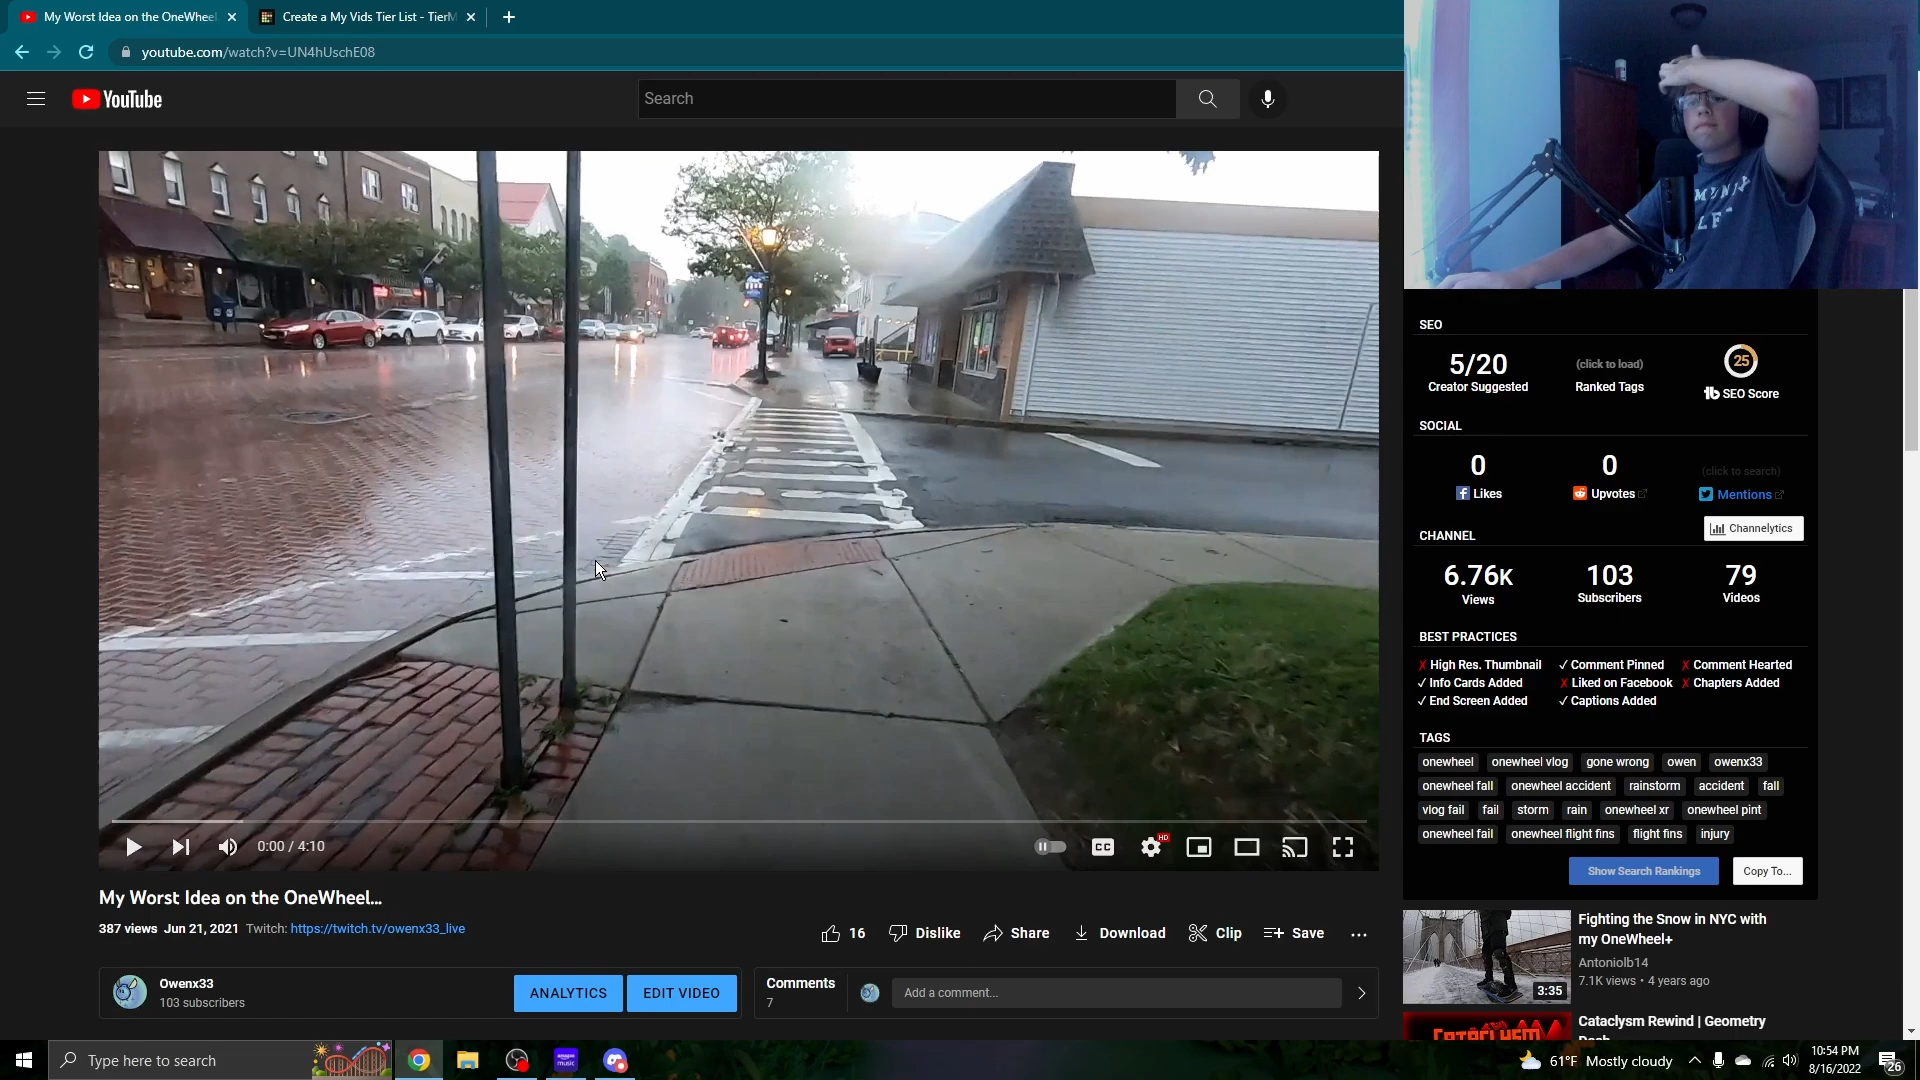 My Worst Idea on the OneWheel
Create a My Vids Tier List - TierM
youtube.com/watch?v=UN4hUschE08
YouTube
Search
SEO
5/20
Creator Suggested
(click to load)
Ranked Tags
25
SEO Score
SOCIAL
0
Likes
0
Upvotes
(click to search)
Mentions
CHANNEL
Channelytics
6.76K
Views
103
Subscribers
79
Videos
BEST PRACTICES
✗ High Res. Thumbnail ✓ Comment Pinned ✗ Comment Hearted
✓ Info Cards Added ✗ Liked on Facebook ✗ Chapters Added
✓ End Screen Added ✓ Captions Added
TAGS
onewheel onewheel vlog gone wrong owen owenx33
onewheel fall onewheel accident rainstorm accident fall
vlog fail fail storm rain onewheel xr onewheel pint
onewheel fail onewheel flight fins flight fins injury
Show Search Rankings Copy To...
0:00 / 4:10
CC
HD
My Worst Idea on the OneWheel...
387 views Jun 21, 2021 Twitch: https://twitch.tv/owenx33_live
16 Dislike Share Download Clip Save ...
Owenx33
103 subscribers
ANALYTICS EDIT VIDEO
Comments
7
Add a comment...
3:35
Fighting the Snow in NYC with
my OneWheel+
Antoniolb14
7.1K views • 4 years ago
CATACLYSM
Cataclysm Rewind | Geometry
Dash
Type here to search
amazon music
61°F Mostly cloudy
10:54 PM
8/16/2022
26